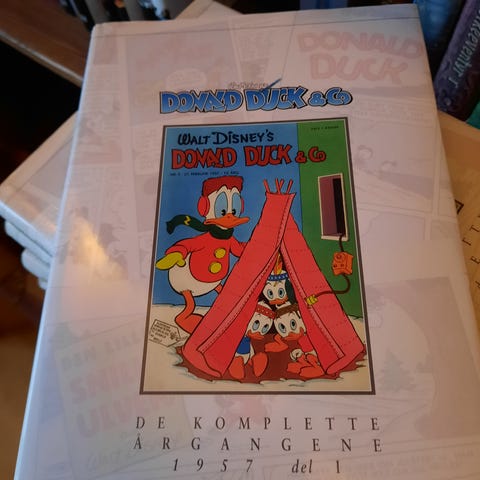 DONALD DUCK
DONALD DUCK & Co
WALT DISNEY'S
DONALD DUCK & Co
DE KOMPLETTE
ÅRGANGENE
1957 del 1